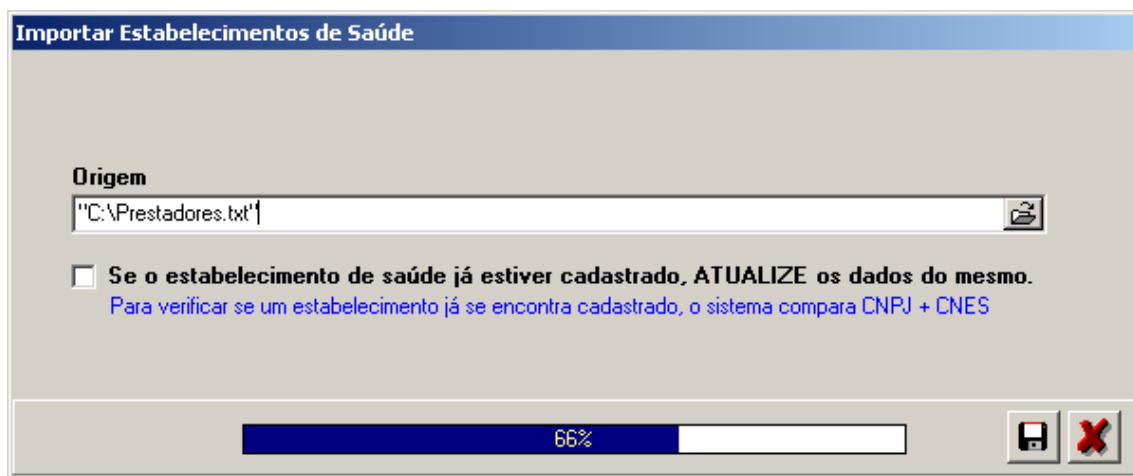 Importar Estabelecimentos de Saúde
Origem
"C:\Prestadores.txt"
Se o estabelecimento de saúde já estiver cadastrado, ATUALIZE os dados do mesmo.
Para verificar se um estabelecimento já se encontra cadastrado, o sistema compara CNPJ + CNES
66%